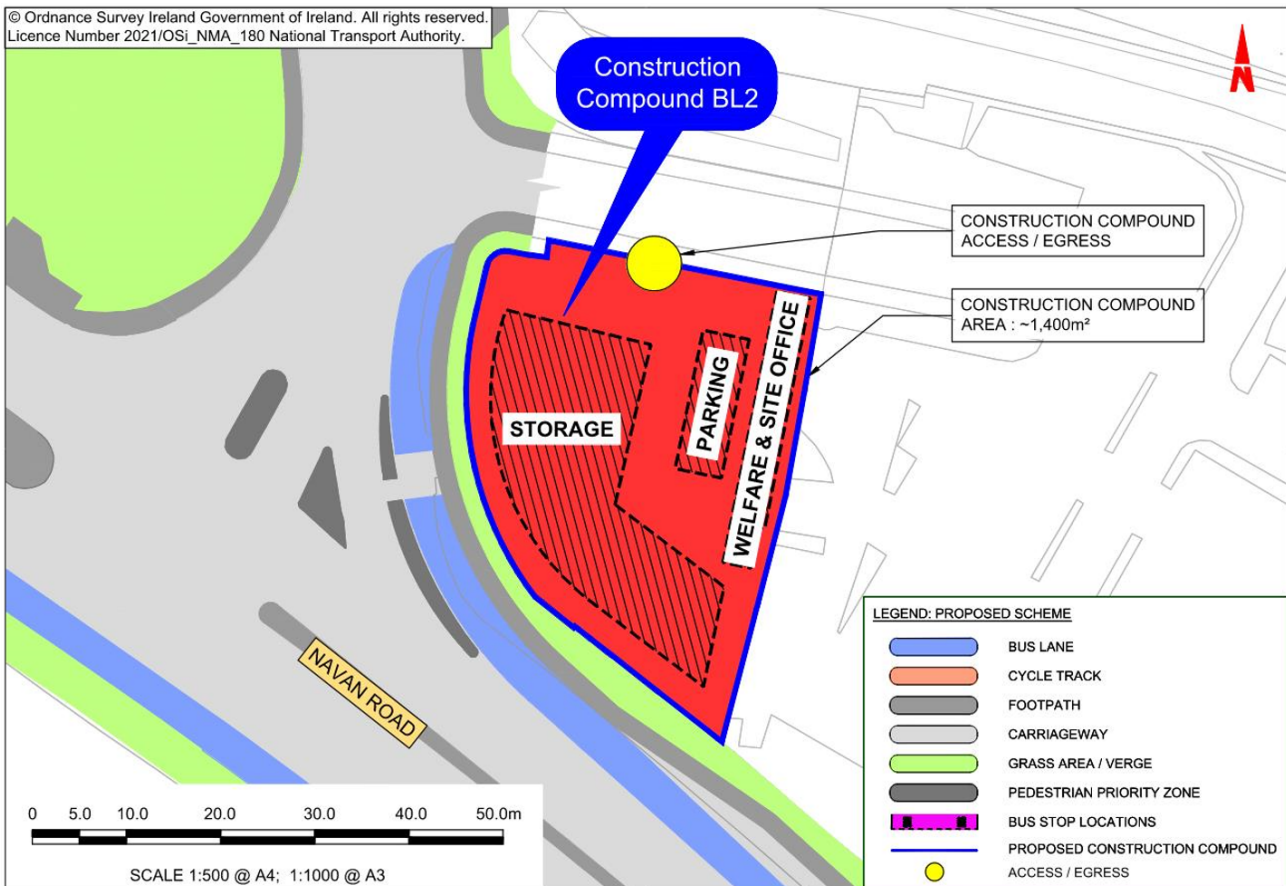 © Ordnance Survey Ireland Government of Ireland. All rights reserved.
Licence Number 2021/OSi_NMA_180 National Transport Authority.
Construction
Compound BL2
N
CONSTRUCTION COMPOUND
ACCESS / EGRESS
CONSTRUCTION COMPOUND
AREA : ~1,400m²
STORAGE
PARKING
WELFARE & SITE OFFICE
NAVAN ROAD
LEGEND: PROPOSED SCHEME
BUS LANE
CYCLE TRACK
FOOTPATH
CARRIAGEWAY
GRASS AREA / VERGE
PEDESTRIAN PRIORITY ZONE
BUS STOP LOCATIONS
PROPOSED CONSTRUCTION COMPOUND
ACCESS / EGRESS
0 5.0 10.0 20.0 30.0 40.0 50.0m
SCALE 1:500 @ A4; 1:1000 @ A3